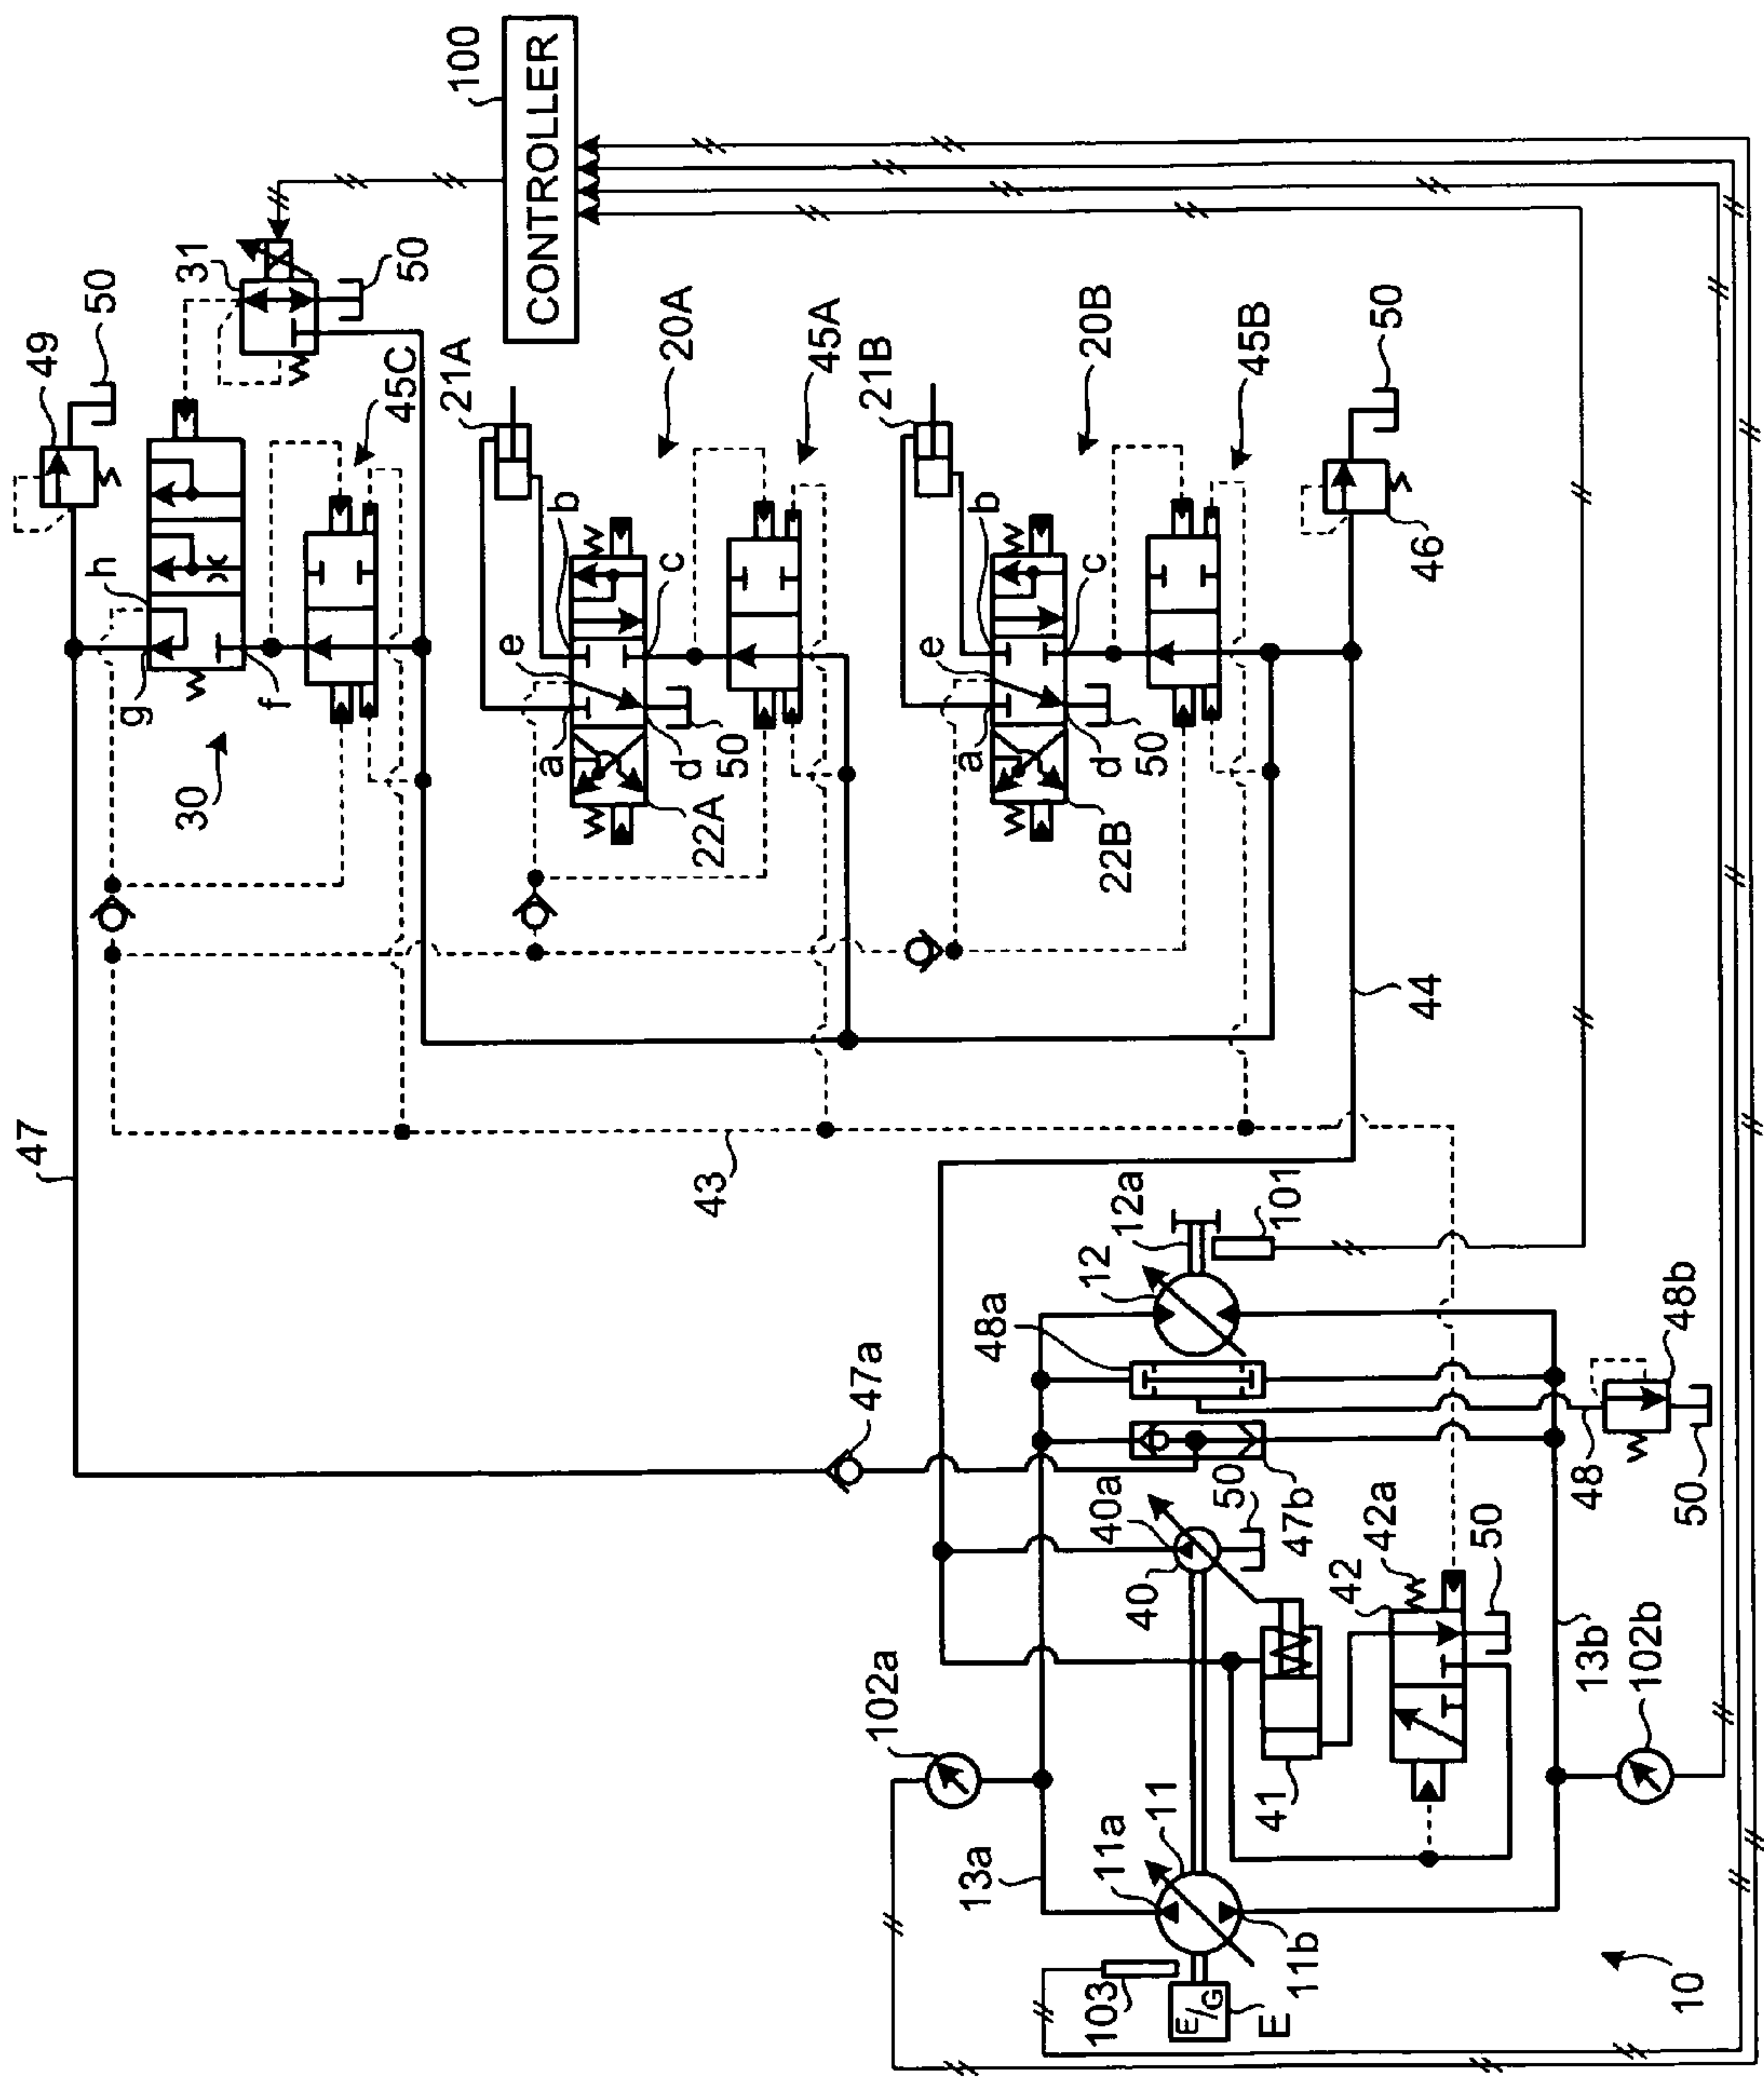 47
49
50
h
g
f
30
31
50
45C
100
CONTROLLER
21A
b
e
a
c
d
50
22A
20A
45A
21B
b
e
a
c
d
50
22B
20B
45B
50
46
43
44
47a
48a
12
12a
101
102a
40a
40
50
47b
48
48b
50
13a
11a
11
41
42
42a
50
13b
102b
103
E/G
E
11b
10